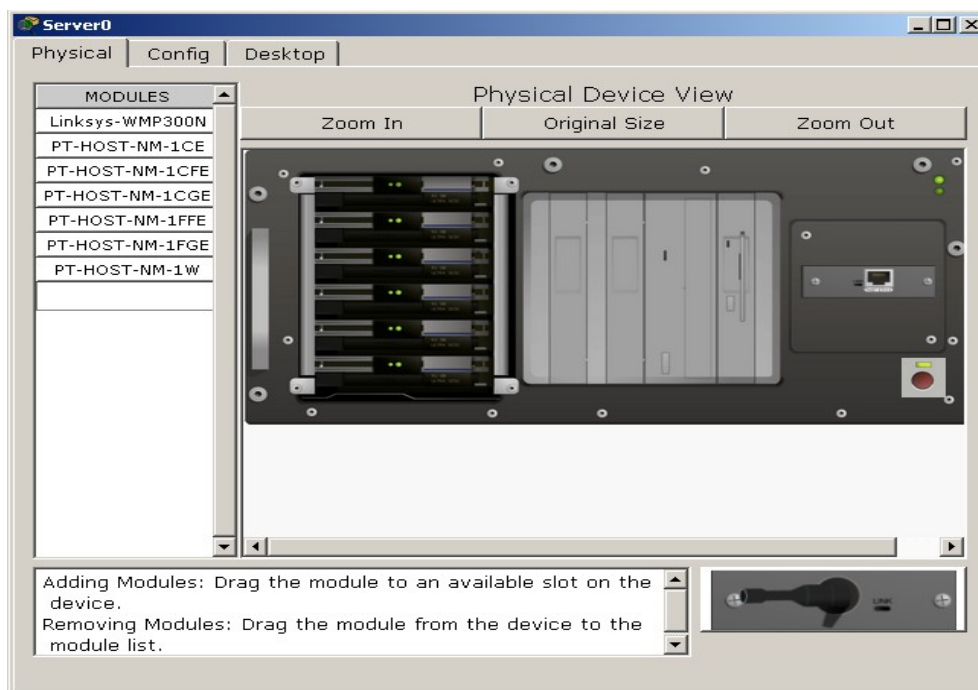 Server0
Physical Config Desktop
MODULES
Linksys-WMP300N
PT-HOST-NM-1CE
PT-HOST-NM-1CFE
PT-HOST-NM-1CGE
PT-HOST-NM-1FFE
PT-HOST-NM-1FGE
PT-HOST-NM-1W
Physical Device View
Zoom In Original Size Zoom Out
Adding Modules: Drag the module to an available slot on the
device.
Removing Modules: Drag the module from the device to the
module list.
LINK